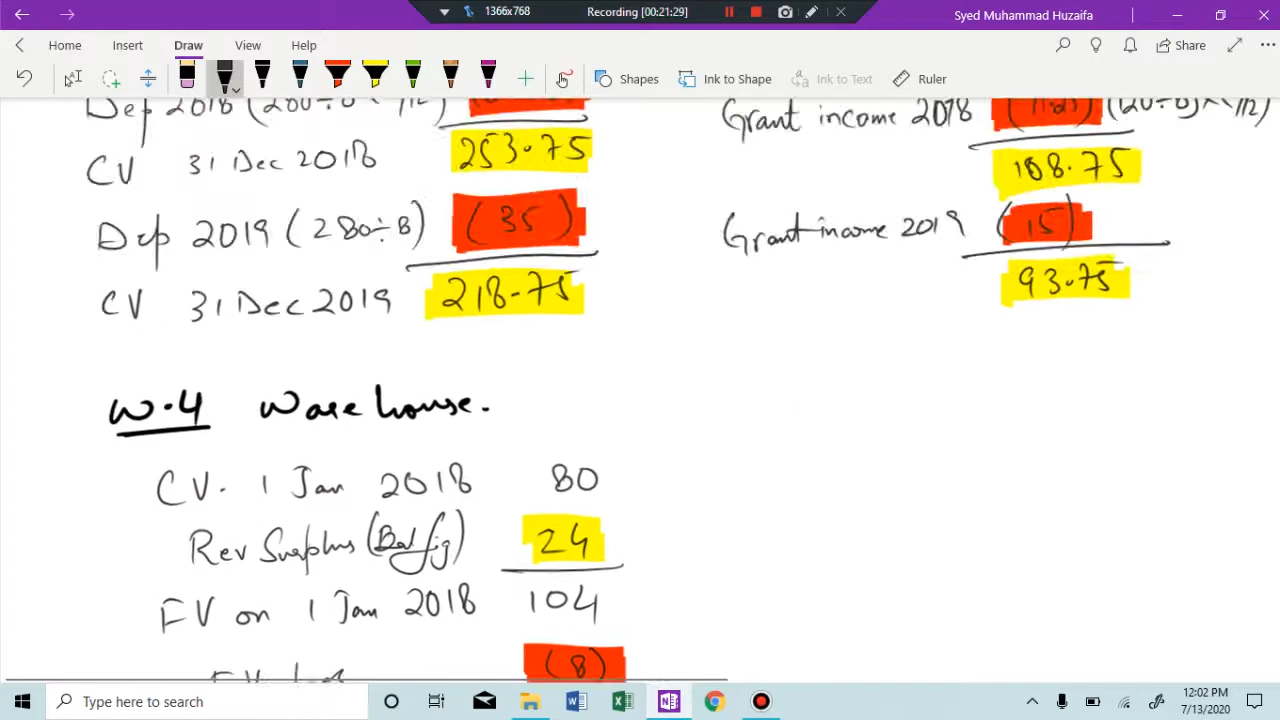 1366x768
Recording [00:21:29]
Syed Muhammad Huzaifa
Home Insert Draw View Help
Share
Shapes
Ink to Shape
Ink to Text
Ruler
Dep 2018
CV 31 Dec 2018 253.75
Dep 2019 (280÷8) (35)
CV 31 Dec 2019 218.75
Grant income 2018
108.75
Grant income 2019 (15)
93.75
W.4 Warehouse.
CV. 1 Jan 2018 80
Rev Surplus (Bal fig) 24
FV on 1 Jan 2018 104
(8)
Type here to search
12:02 PM
7/13/2020